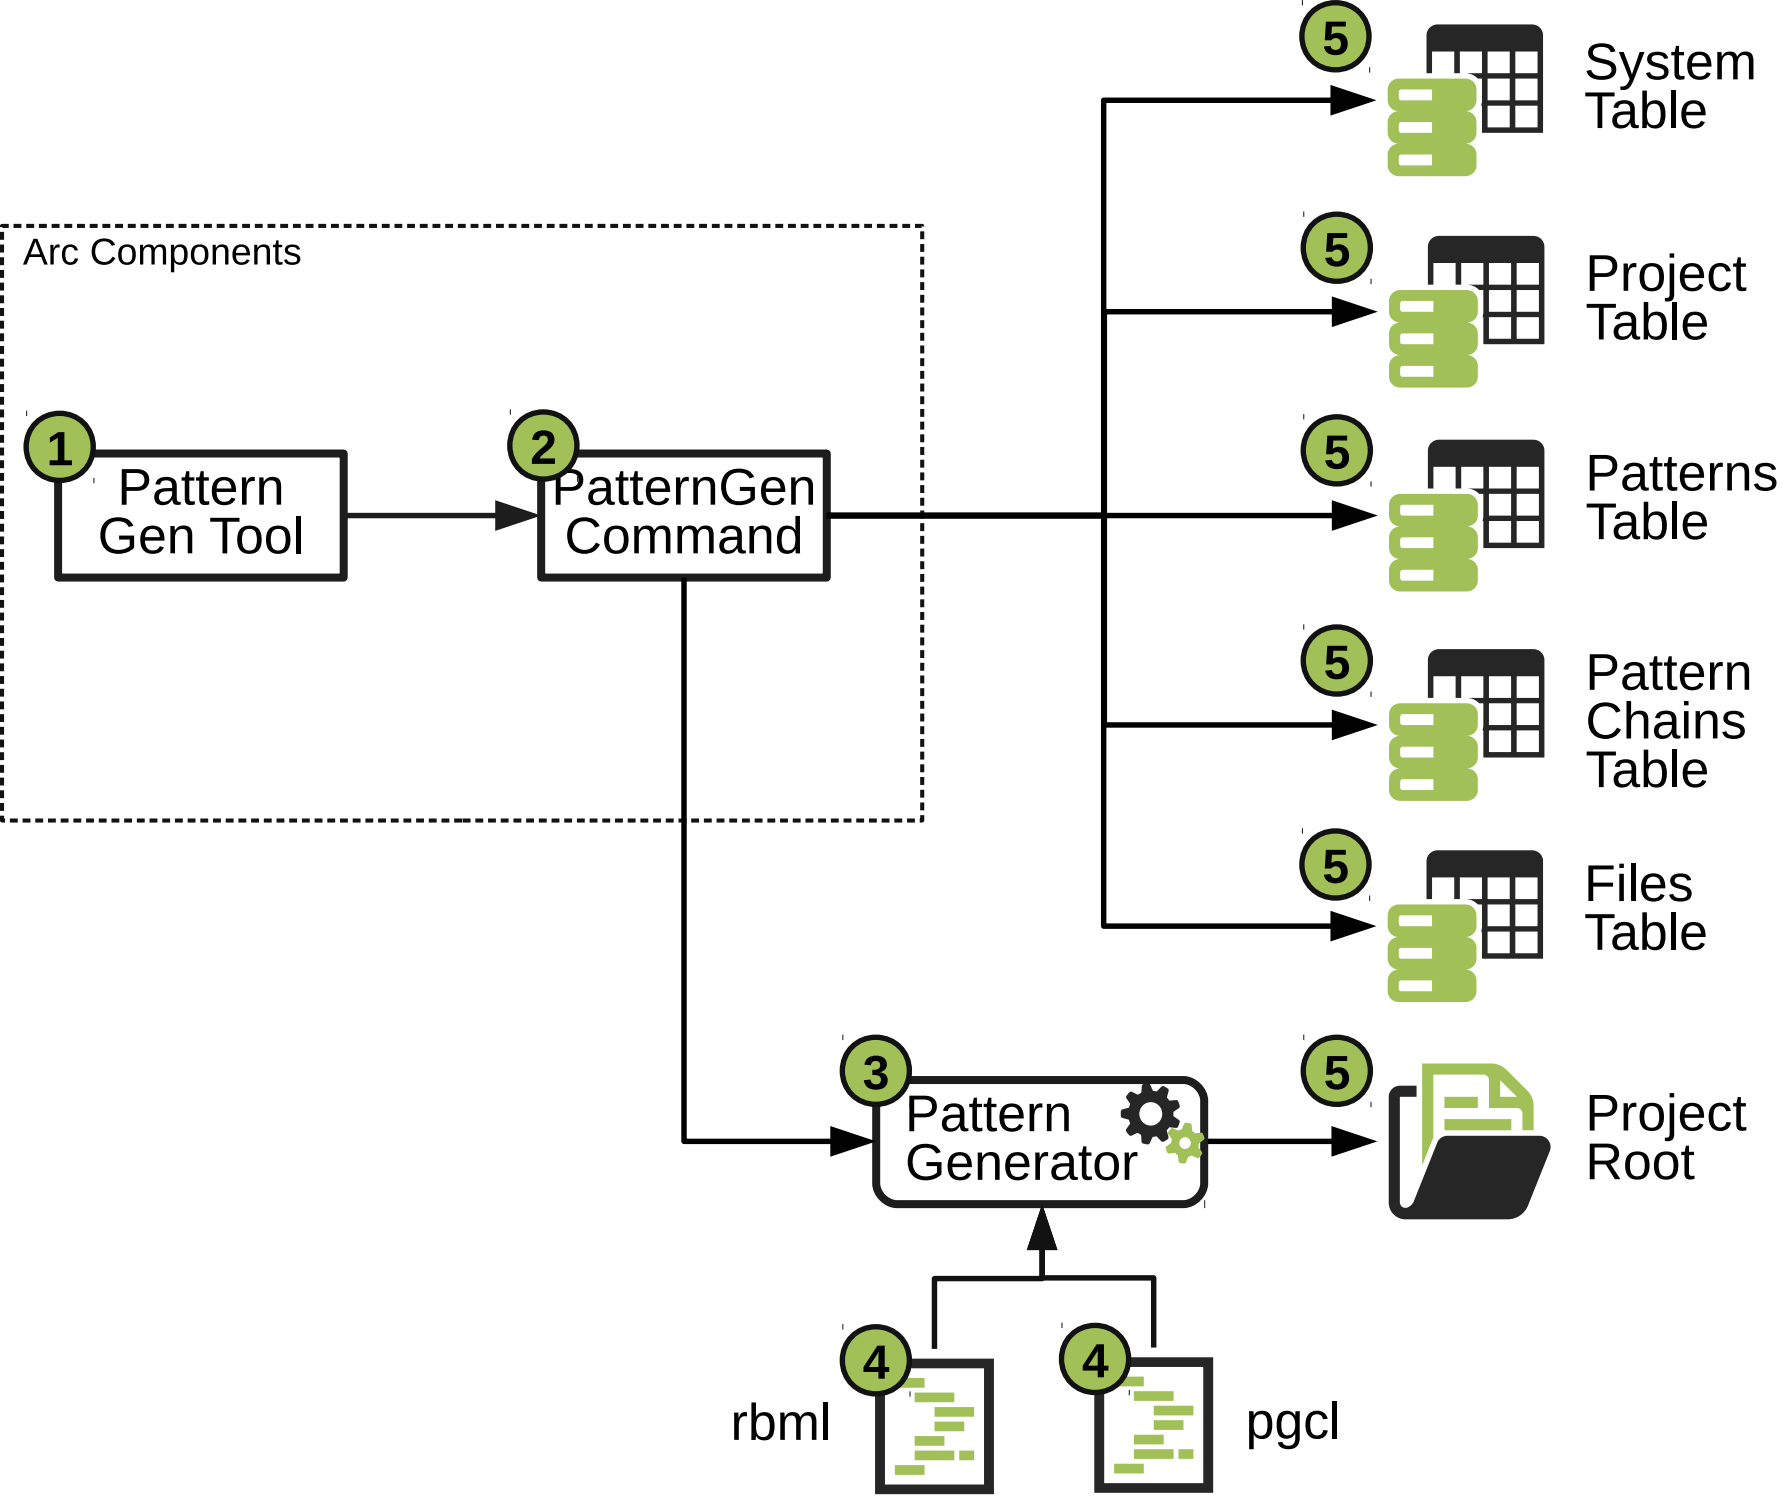 5
System
Table
5
Project
Table
Arc Components
1
Pattern
Gen Tool
2
PatternGen
Command
5
Patterns
Table
5
Pattern
Chains
Table
5
Files
Table
3
Pattern
Generator
5
Project
Root
4
rbml
4
pgcl